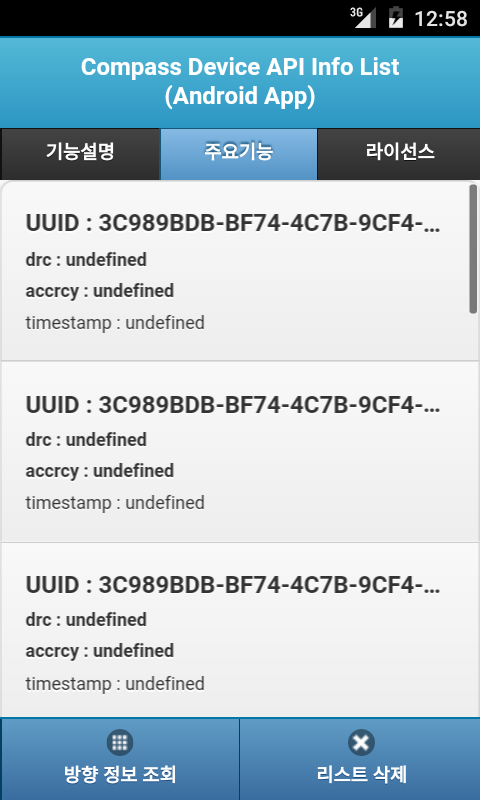 3G 12:58
Compass Device API Info List
(Android App)
기능설명 주요기능 라이선스
UUID : 3C989BDB-BF74-4C7B-9CF4-...
drc : undefined
accrcy : undefined
timestamp : undefined
UUID : 3C989BDB-BF74-4C7B-9CF4-...
drc : undefined
accrcy : undefined
timestamp : undefined
UUID : 3C989BDB-BF74-4C7B-9CF4-...
drc : undefined
accrcy : undefined
timestamp : undefined
방향 정보 조회 리스트 삭제